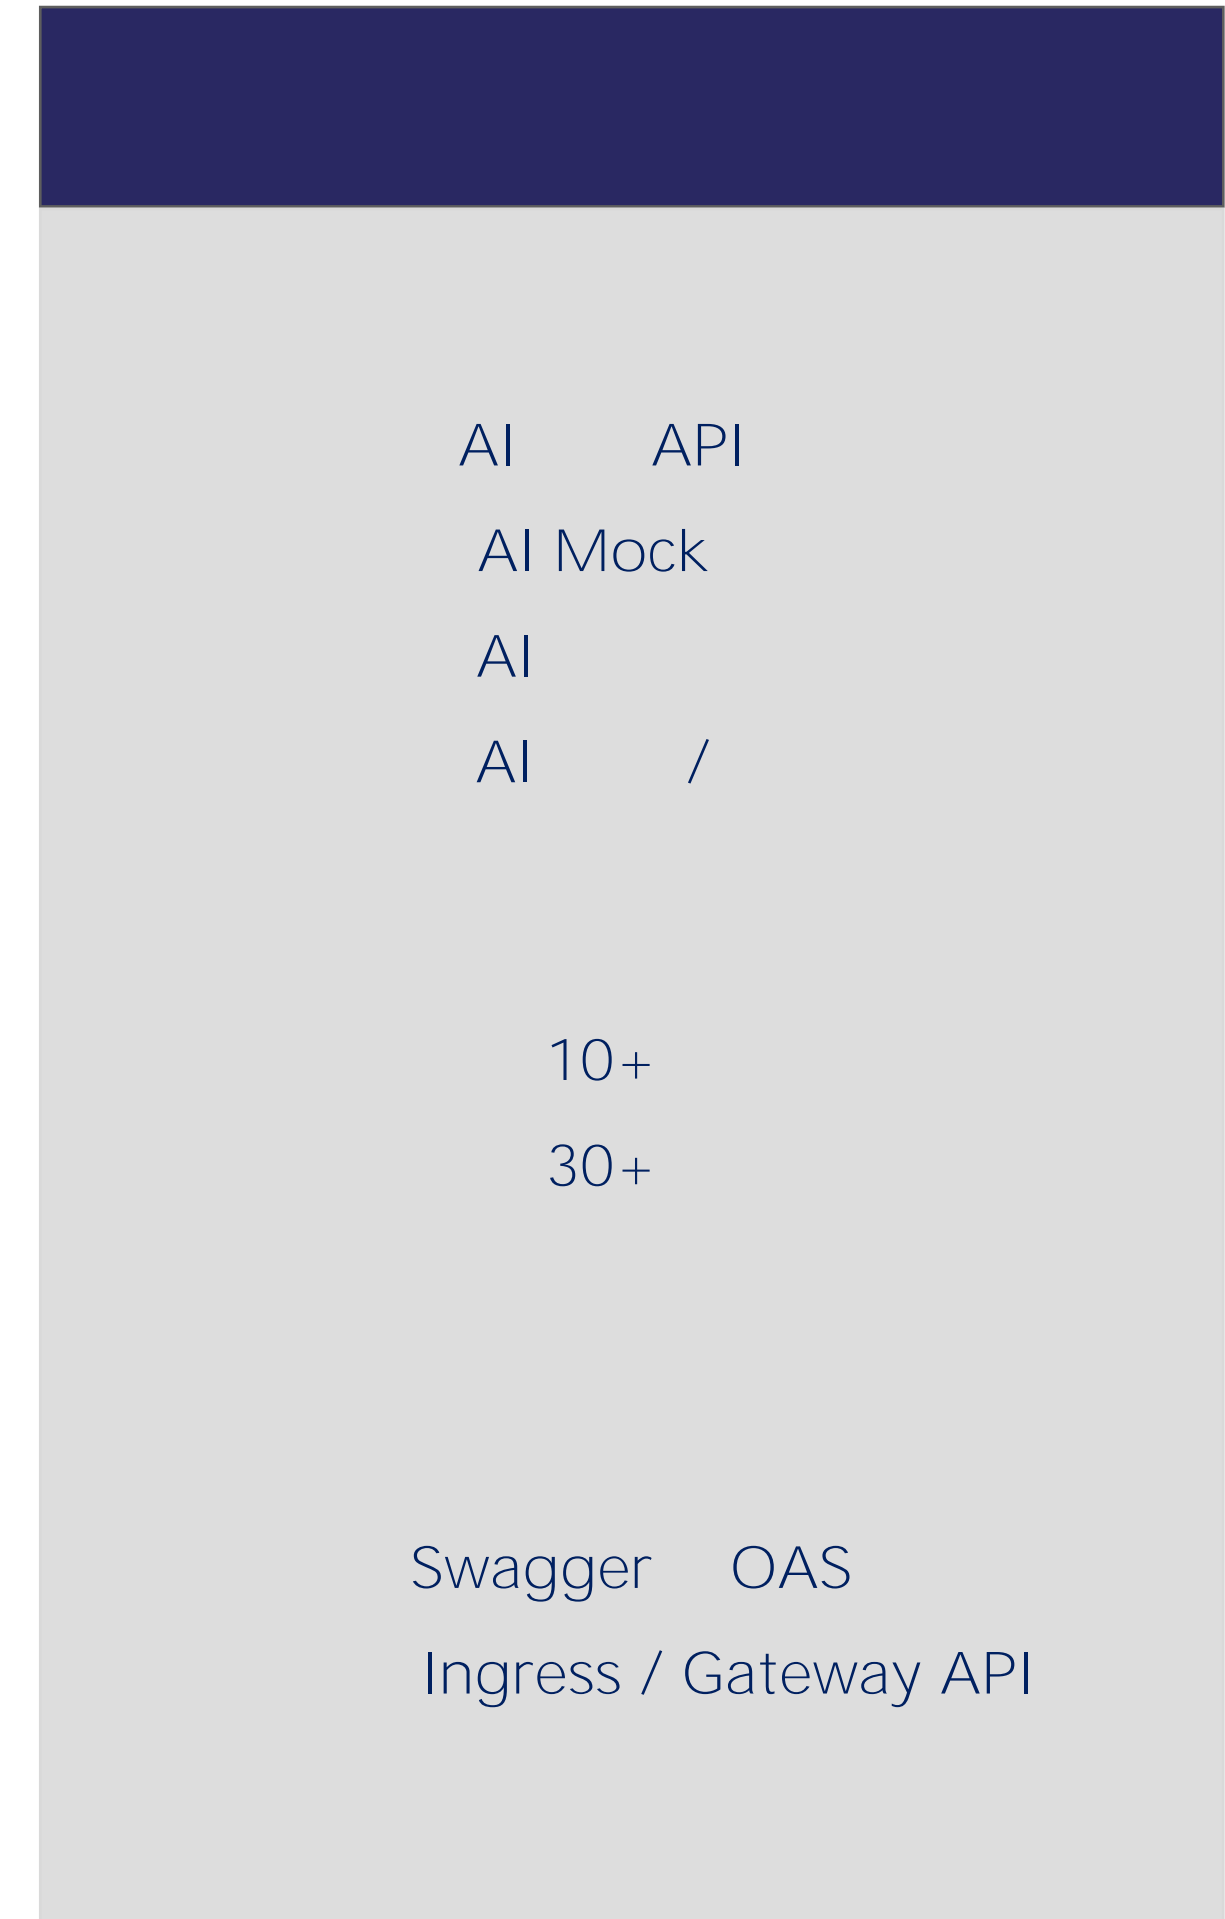 AI API
AI Mock
AI
AI /
10+
30+
Swagger OAS
Ingress / Gateway API